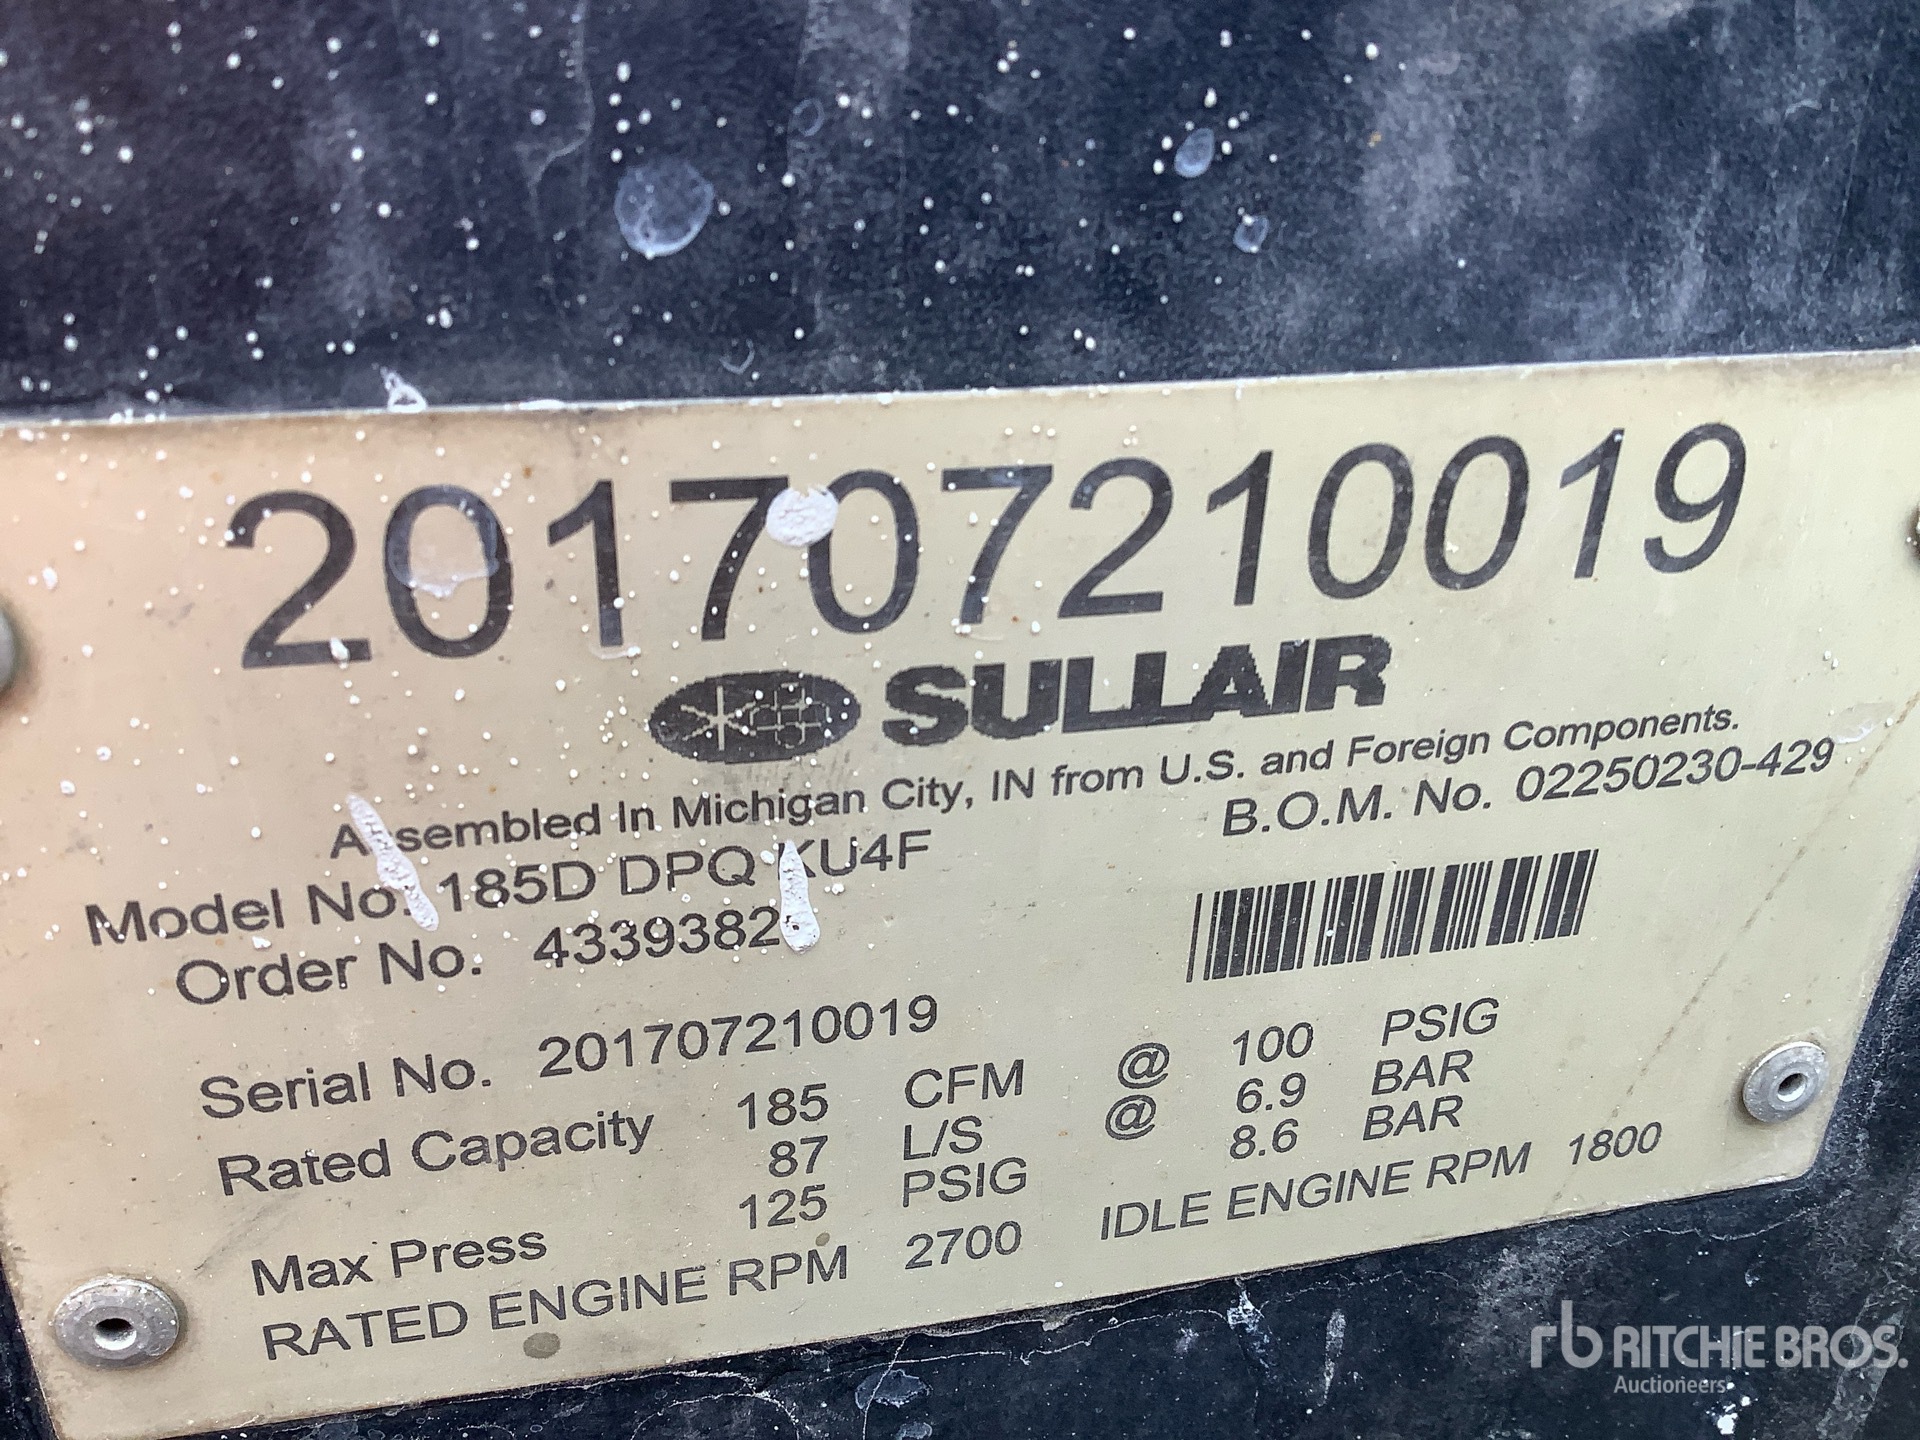 201707210019
SULLAIR
Assembled In Michigan City, IN from U.S. and Foreign Components.
Model No. 185D DPQ KU4F
B.O.M. No. 02250230-429
Order No. 4339382
Serial No. 201707210019
Rated Capacity 185 CFM @ 100 PSIG
87 L/S @ 6.9 BAR
Max Press 125 PSIG 8.6 BAR
RATED ENGINE RPM 2700 IDLE ENGINE RPM 1800
rb RITCHIE BROS.
Auctioneers